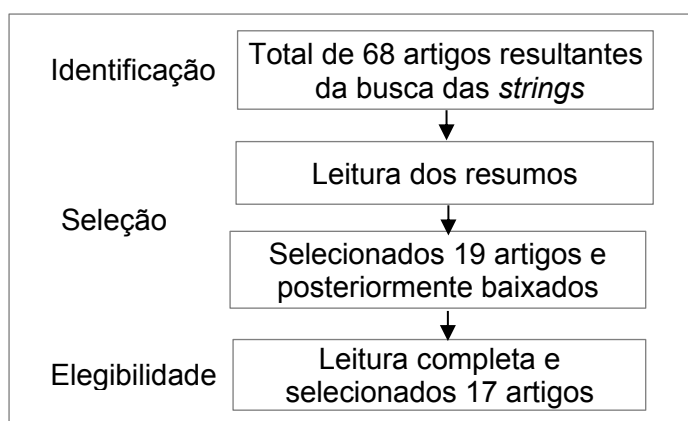 Identificação
Total de 68 artigos resultantes
da busca das strings
Leitura dos resumos
Seleção
Selecionados 19 artigos e
posteriormente baixados
Elegibilidade
Leitura completa e
selecionados 17 artigos